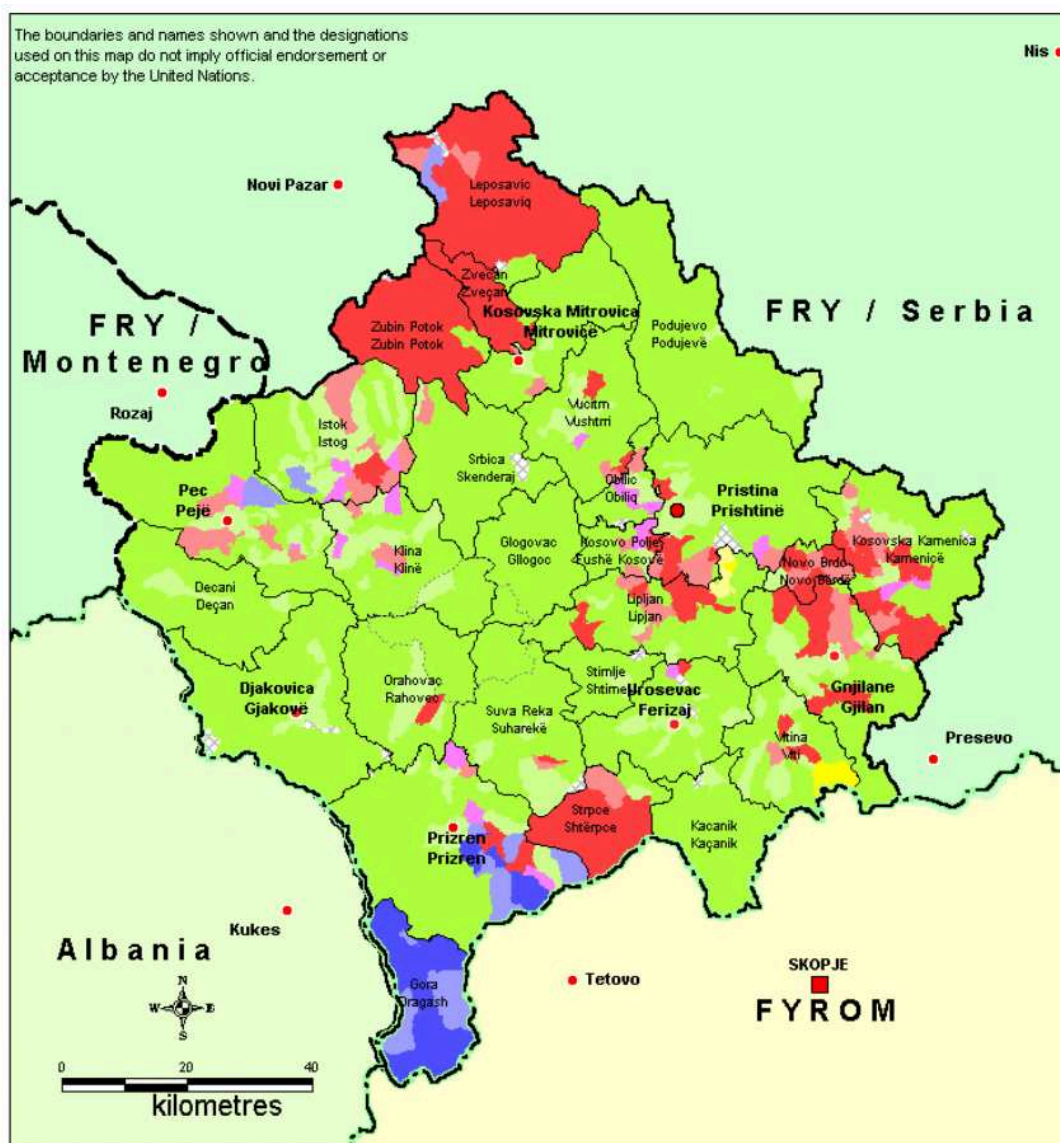 The boundaries and names shown and the designations
used on this map do not imply official endorsement or
acceptance by the United Nations.
Nis
Novi Pazar
Leposavic
Leposaviq
Zvecan
Zveçan
FRY /
Montenegro
Zubin Potok
Zubin Potok
Kosovska Mitrovica
Mitrovicë
Podujevo
Podujevë
FRY / Serbia
Rozaj
Istok
Istog
Vucitrn
Vushtrri
Srbica
Skenderaj
Obilic
Obiliq
Pristina
Prishtinë
Pec
Pejë
Glogovac
Gllogoc
Kosovo Polje
Fushë Kosovë
Kosovska Kamenica
Kamenicë
Klina
Klinë
Novo Brdo
Novo Bërdë
Decani
Deçan
Lipljan
Lipjan
Djakovica
Gjakovë
Orahovac
Rahovec
Stimlje
Shtime
Urosevac
Ferizaj
Gnjilane
Gjilan
Suva Reka
Suharekë
Vitina
Viti
Presevo
Strpce
Shtërpce
Kacanik
Kaçanik
Prizren
Prizren
Kukes
Albania
Gora
Dragash
Tetovo
SKOPJE
FYROM
N
W E
S
0 20 40
kilometres